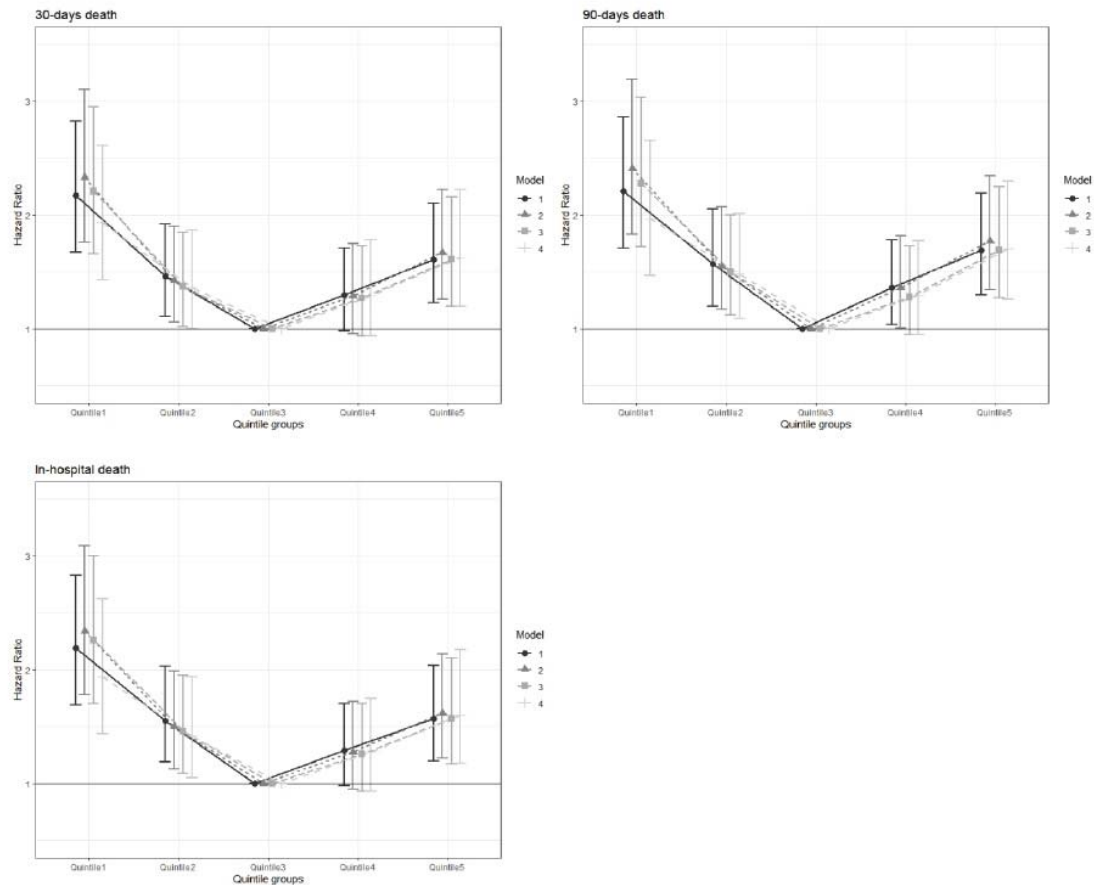 30-days death
Hazard Ratio
3
2
1
Quintile1 Quintile2 Quintile3 Quintile4 Quintile5
Quintile groups
Model
1
2
3
4
90-days death
Hazard Ratio
3
2
1
Quintile1 Quintile2 Quintile3 Quintile4 Quintile5
Quintile groups
Model
1
2
3
4
In-hospital death
Hazard Ratio
3
2
1
Quintile1 Quintile2 Quintile3 Quintile4 Quintile5
Quintile groups
Model
1
2
3
4